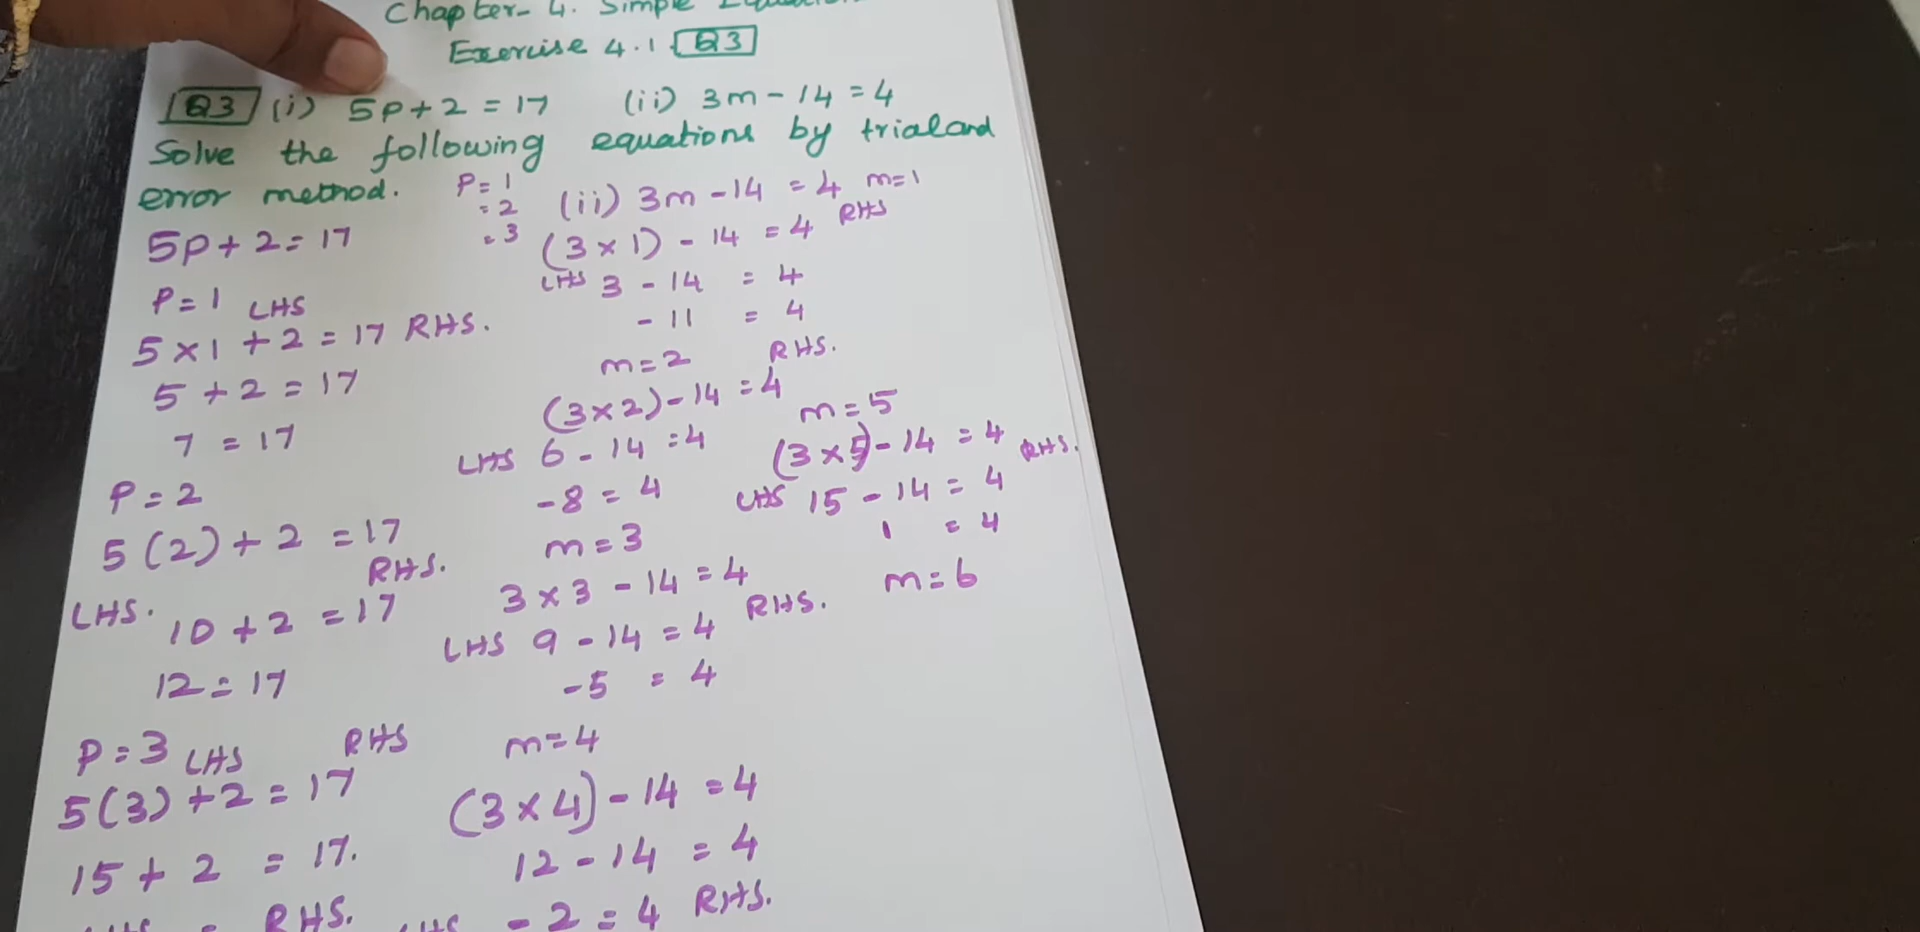 Chapter- 4. Simple
Exercise 4.1 Q3
Q3 (i) 5p+2 = 17 (ii) 3m - 14 = 4
Solve the following equations by trial and
error method.
5p+2=17
P=1 LHS
5×1 +2 = 17 RHS.
5 +2 = 17
7 = 17
P=2
5(2)+2 = 17
RHS.
LHS. 10 +2 = 17
12 = 17
P=3 LHS RHS
5(3)+2 = 17
15 + 2 = 17.
= RHS.
P= 1
= 2
= 3
(ii) 3m -14 = 4 m=1
(3×1) - 14 = 4 RHS
LHS 3 - 14 = 4
- 11 = 4
m=2 RHS.
(3×2)-14 = 4
LHS 6 - 14 = 4
-8 = 4
m=3
3×3 - 14 = 4
LHS 9 - 14 = 4 RHS.
-5 = 4
m=4
(3×4)-14 = 4
12 - 14 = 4
- 2 = 4 RHS.
m=5
(3×5)-14 = 4 RHS.
LHS 15 - 14 = 4
1 = 4
m=6